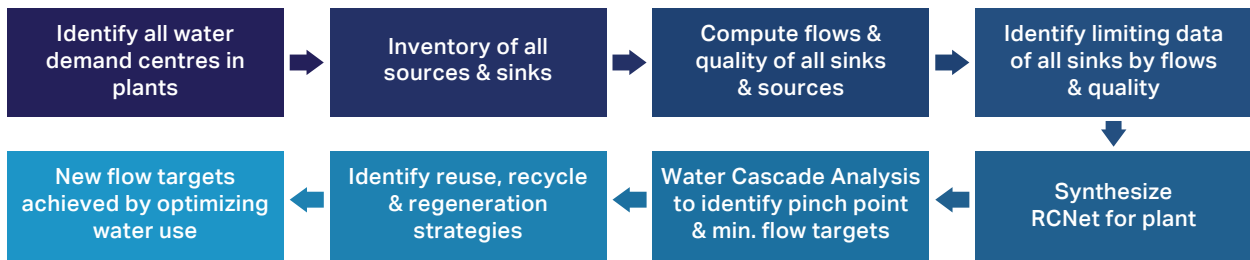 Identify all water
demand centres in
plants
Inventory of all
sources & sinks
Compute flows &
quality of all sinks
& sources
Identify limiting data
of all sinks by flows
& quality
Synthesize
RCNet for plant
Water Cascade Analysis
to identify pinch point
& min. flow targets
Identify reuse, recycle
& regeneration
strategies
New flow targets
achieved by optimizing
water use